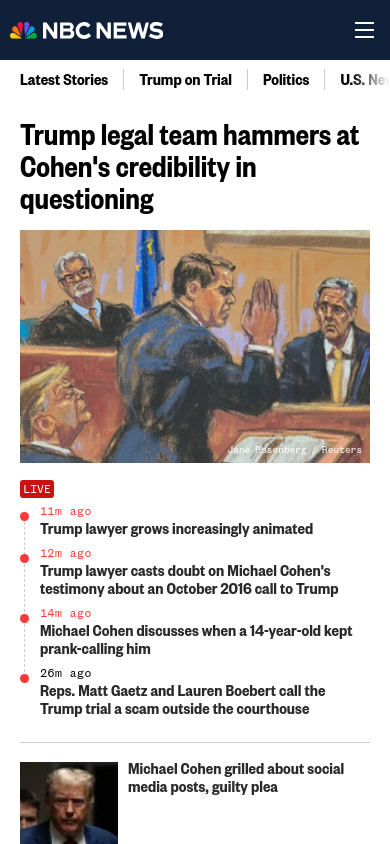 NBC NEWS
Latest Stories
Trump on Trial
Politics
U.S. Ne
Trump legal team hammers at
Cohen's credibility in
questioning
Jane Rosenberg / Reuters
LIVE
11m ago
Trump lawyer grows increasingly animated
12m ago
Trump lawyer casts doubt on Michael Cohen's
testimony about an October 2016 call to Trump
14m ago
Michael Cohen discusses when a 14-year-old kept
prank-calling him
26m ago
Reps. Matt Gaetz and Lauren Boebert call the
Trump trial a scam outside the courthouse
Michael Cohen grilled about social
media posts, guilty plea